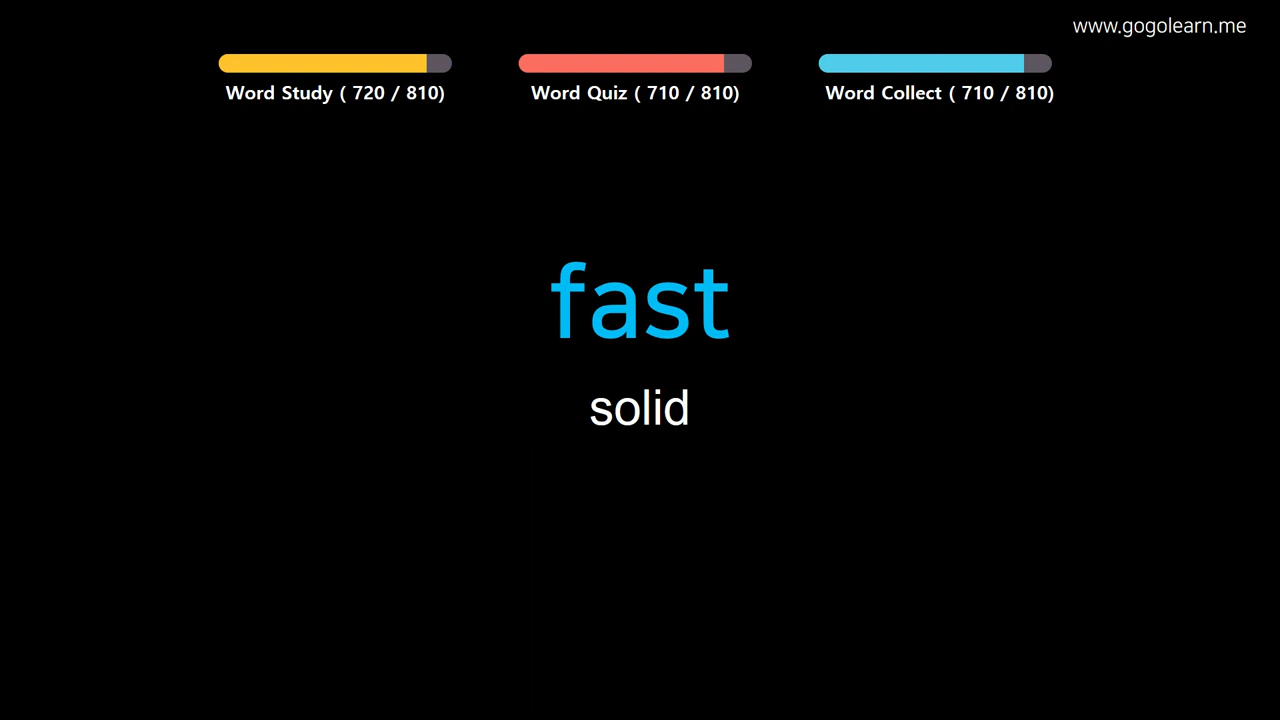 www.gogolearn.me
Word Study ( 720 / 810)
Word Quiz ( 710 / 810)
Word Collect ( 710 / 810)
fast
solid